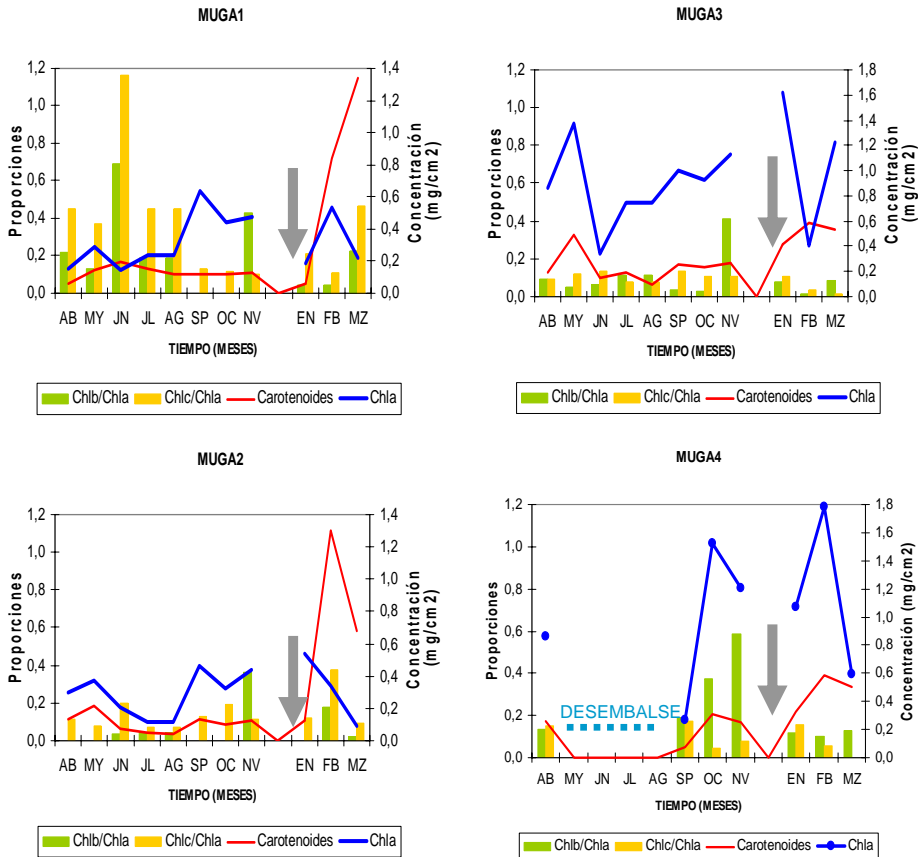 MUGA1
1,2
1,0
0,8
0,6
0,4
0,2
0,0
Proporciones
1,4
1,2
1,0
0,8
0,6
0,4
0,2
0,0
Concentración
(mg/cm2)
AB MY JN JL AG SP OC NV EN FB MZ
TIEMPO (MESES)
Chlb/Chla Chlc/Chla Carotenoides Chla
MUGA3
1,2
1,0
0,8
0,6
0,4
0,2
0,0
Proporciones
1,8
1,6
1,4
1,2
1,0
0,8
0,6
0,4
0,2
0,0
Concentración
(mg/cm2)
AB MY JN JL AG SP OC NV EN FB MZ
TIEMPO (MESES)
Chlb/Chla Chlc/Chla Carotenoides Chla
MUGA2
1,2
1,0
0,8
0,6
0,4
0,2
0,0
Proporciones
1,4
1,2
1,0
0,8
0,6
0,4
0,2
0,0
Concentración
(mg/cm2)
AB MY JN JL AG SP OC NV EN FB MZ
TIEMPO (MESES)
Chlb/Chla Chlc/Chla Carotenoides Chla
MUGA4
1,2
1,0
0,8
0,6
0,4
0,2
0,0
Proporciones
DESEMBALSE
1,8
1,6
1,4
1,2
1,0
0,8
0,6
0,4
0,2
0,0
Concentración (mg/cm2)
AB MY JN JL AG SP OC NV EN FB MZ
TIEMPO (MESES)
Chlb/Chla Chlc/Chla Carotenoides Chla